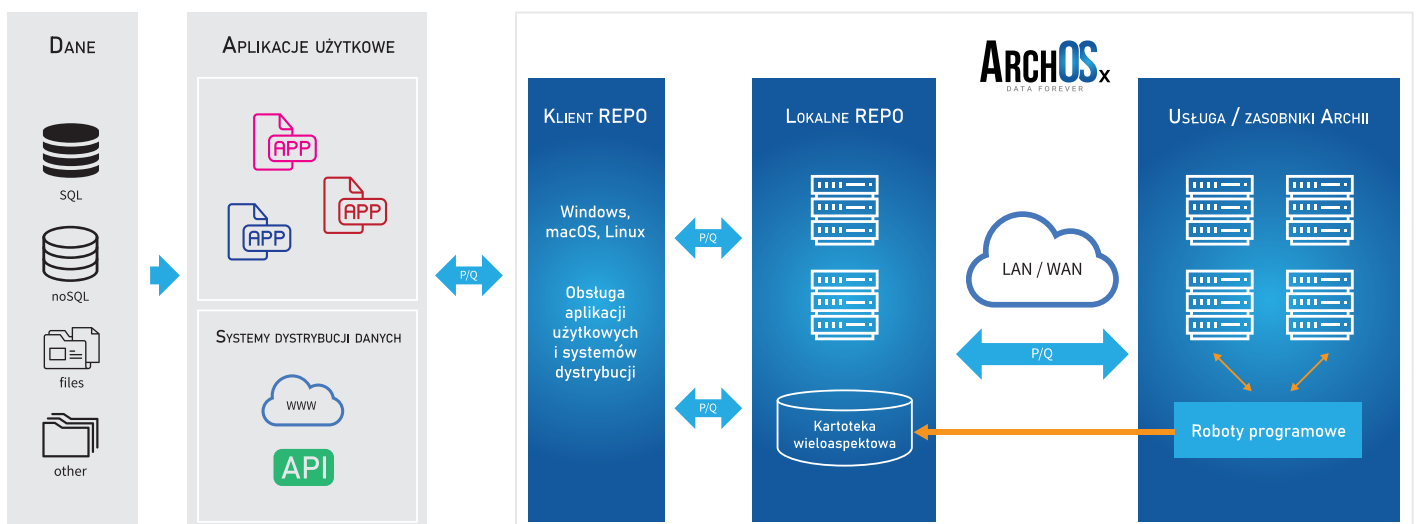 DANE
SQL
noSQL
files
other
APLIKACJE UŻYTKOWE
APP
APP
APP
SYSTEMY DYSTRYBUCJI DANYCH
WWW
API
P/Q
ARCHOSx
DATA FOREVER
KLIENT REPO
Windows,
macOS, Linux
Obsługa
aplikacji
użytkowych
i systemów
dystrybucji
P/Q
P/Q
LOKALNE REPO
Kartoteka
wieloaspektowa
LAN / WAN
P/Q
USŁUGA / ZASOBNIKI ARCHII
Roboty programowe